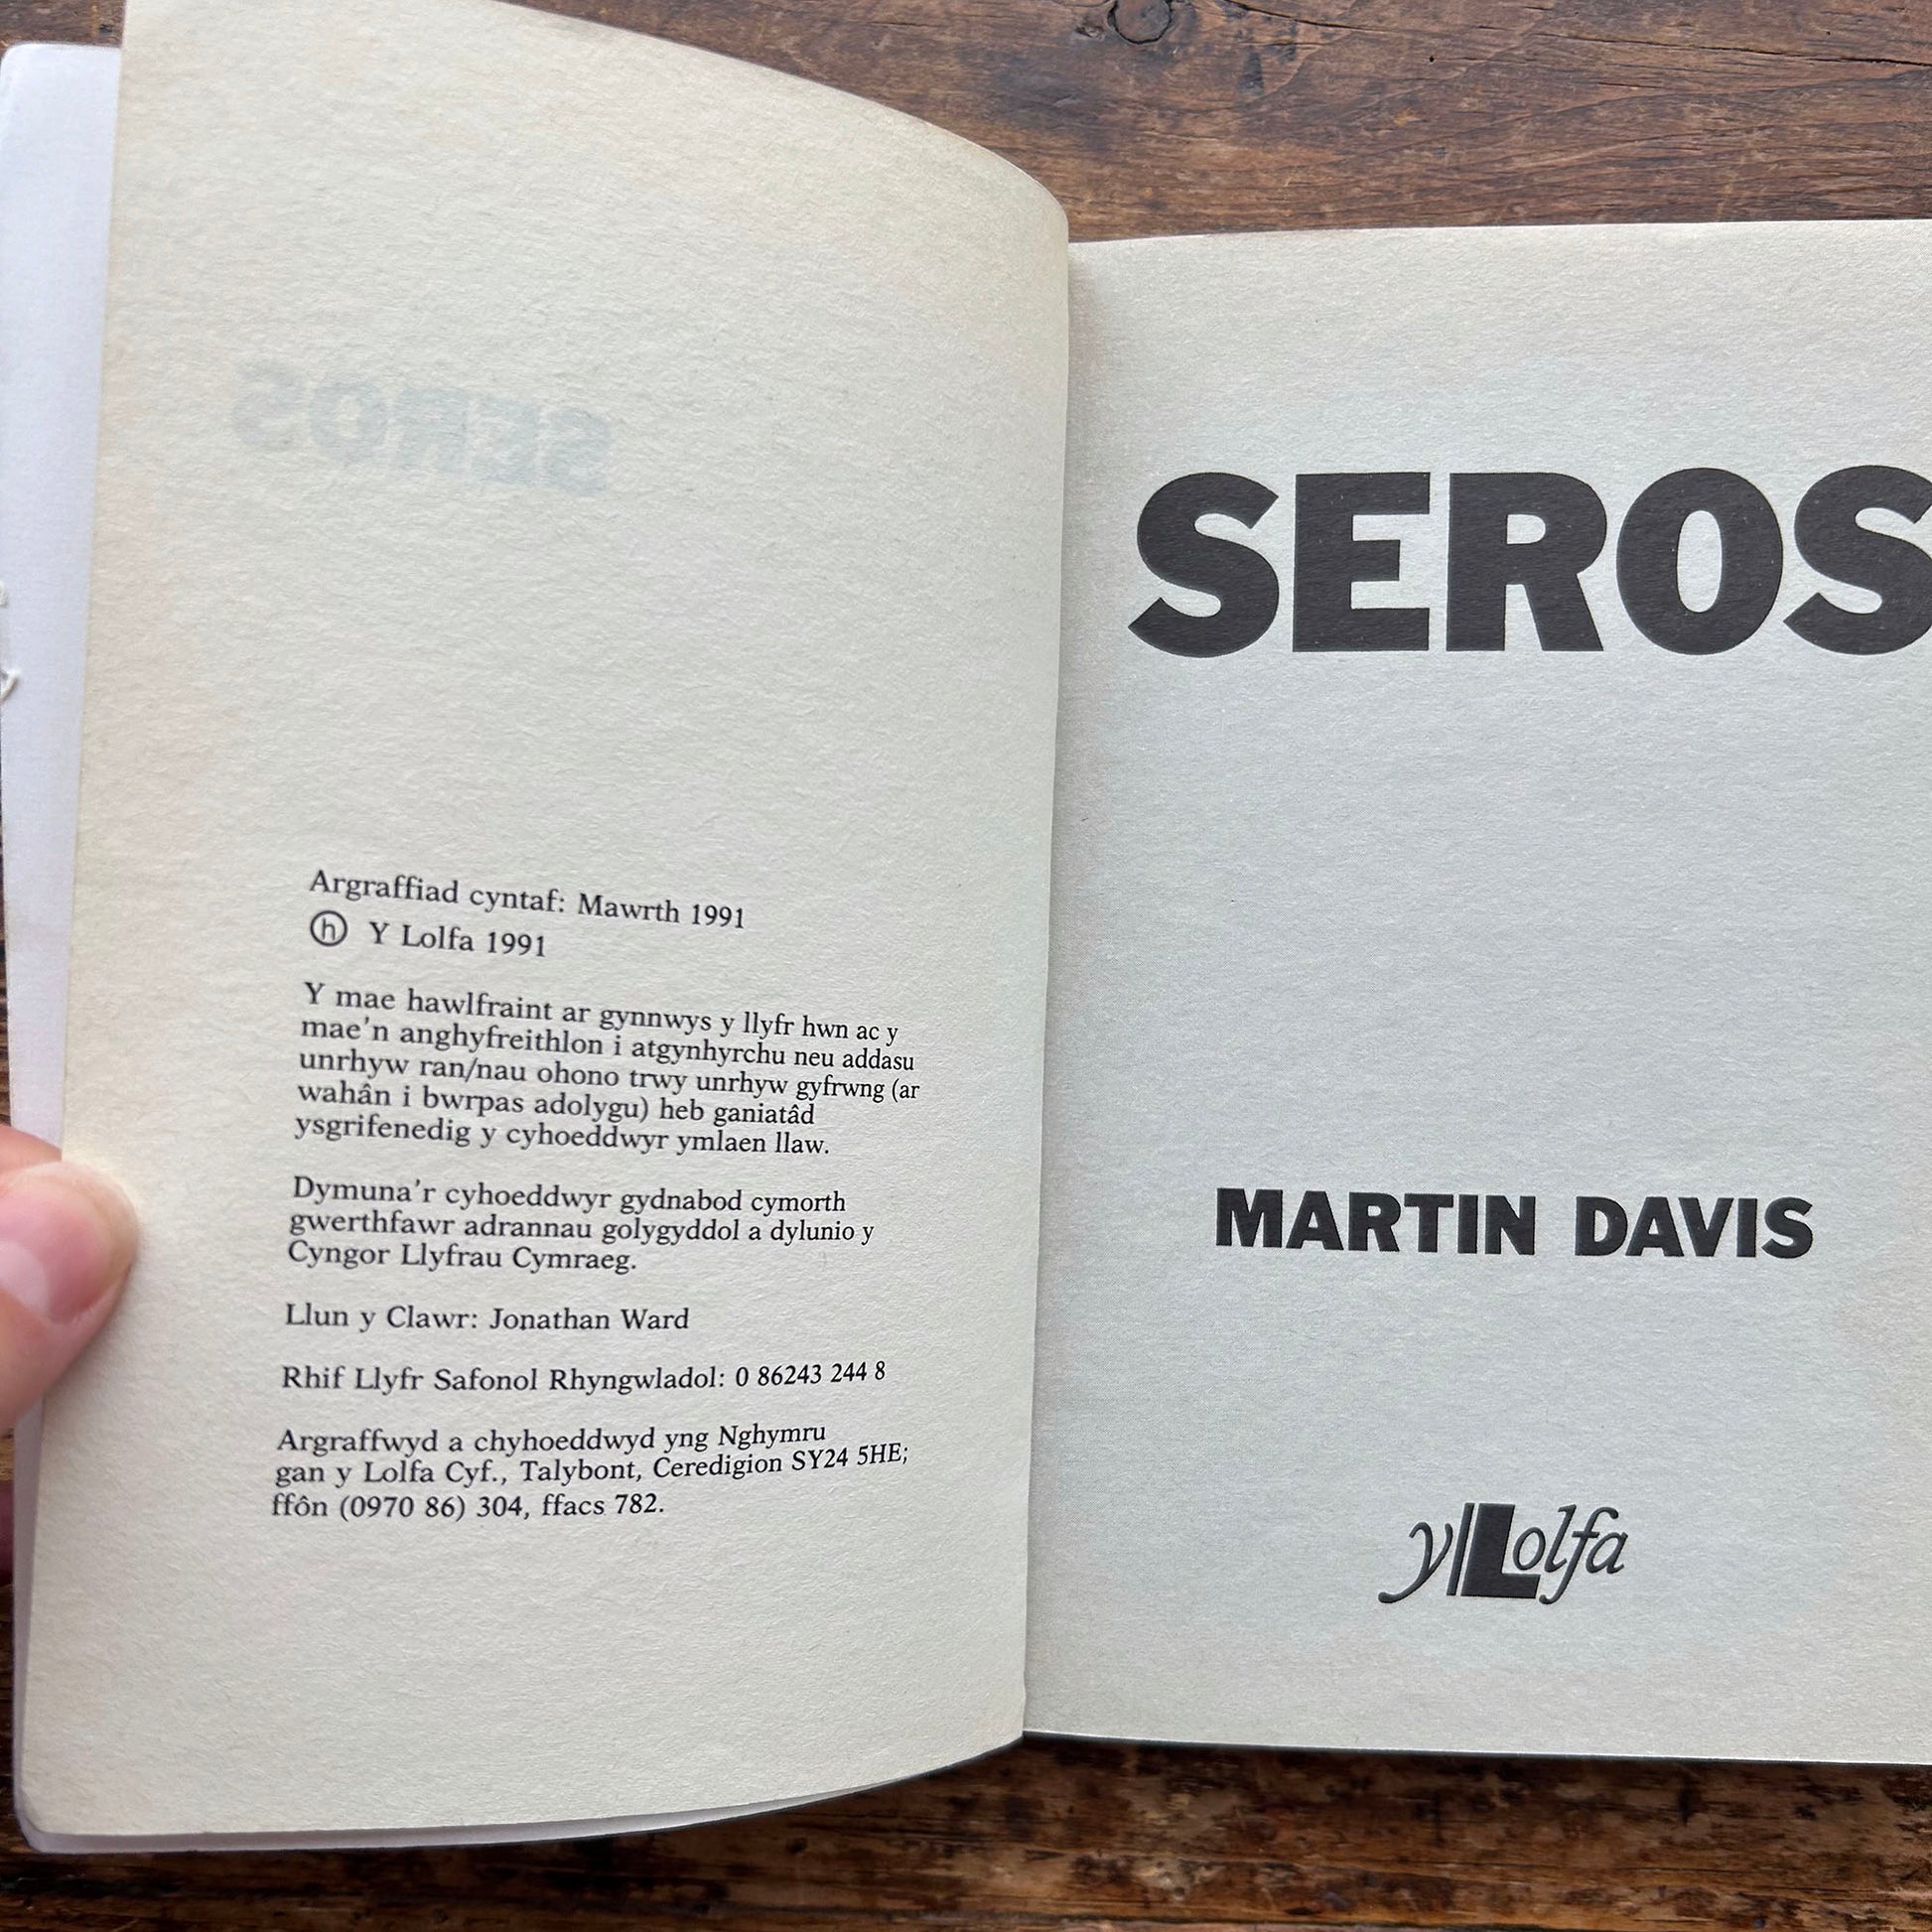 SEROS
Argraffiad cyntaf: Mawrth 1991
ⓗ Y Lolfa 1991
Y mae hawlfraint ar gynnwys y llyfr hwn ac y
mae'n anghyfreithlon i atgynhyrchu neu addasu
unrhyw ran/nau ohono trwy unrhyw gyfrwng (ar
wahân i bwrpas adolygu) heb ganiatâd
ysgrifenedig y cyhoeddwyr ymlaen llaw.
Dymuna'r cyhoeddwyr gydnabod cymorth
gwerthfawr adrannau golygyddol a dylunio y
Cyngor Llyfrau Cymraeg.
Llun y Clawr: Jonathan Ward
Rhif Llyfr Safonol Rhyngwladol: 0 86243 244 8
Argraffwyd a chyhoeddwyd yng Nghymru
gan y Lolfa Cyf., Talybont, Ceredigion SY24 5HE;
ffôn (0970 86) 304, ffacs 782.
SEROS
MARTIN DAVIS
y Lolfa